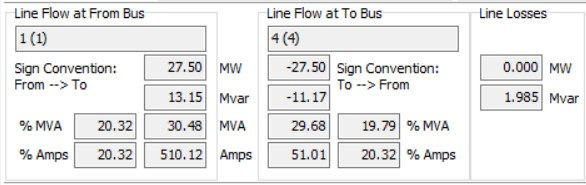 Line Flow at From Bus
1 (1)
Sign Convention:
From --> To
27.50 MW
13.15 Mvar
% MVA 20.32 30.48 MVA
% Amps 20.32 510.12 Amps
Line Flow at To Bus
4 (4)
-27.50 Sign Convention:
To --> From
-11.17
29.68 19.79 % MVA
51.01 20.32 % Amps
Line Losses
0.000 MW
1.985 Mvar